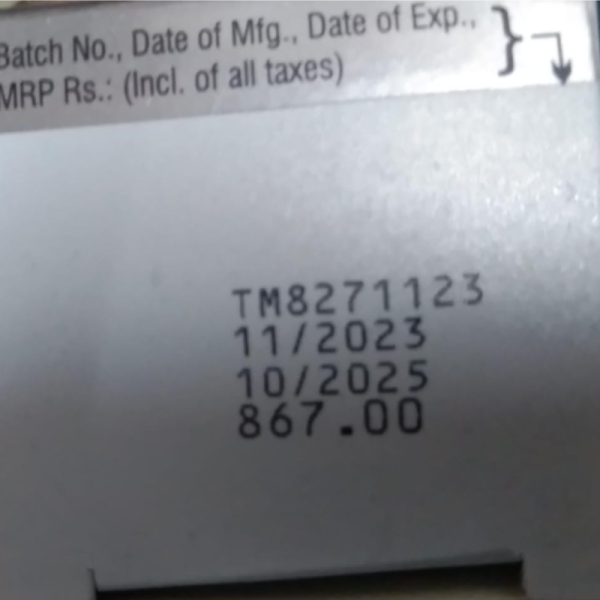 Batch No., Date of Mfg., Date of Exp.,
MRP Rs.: (Incl. of all taxes)
TM8271123
11/2023
10/2025
867.00